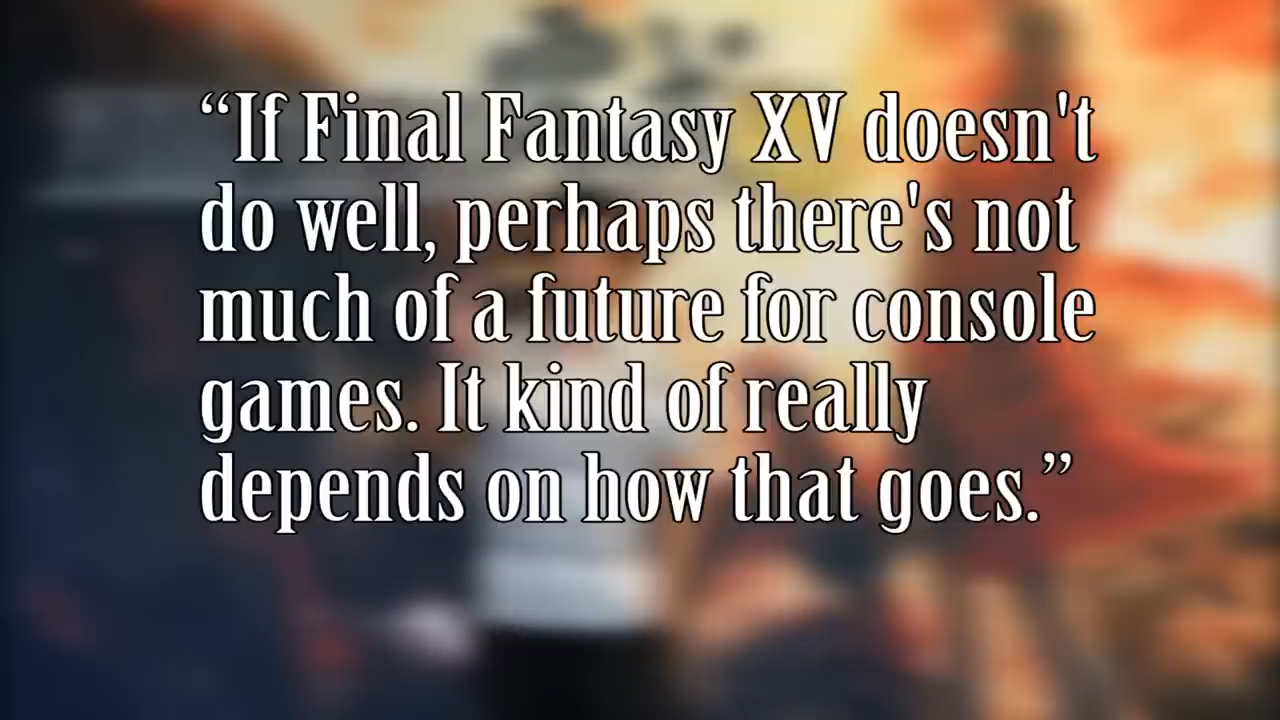 “If Final Fantasy XV doesn't
do well, perhaps there's not
much of a future for console
games. It kind of really
depends on how that goes.”